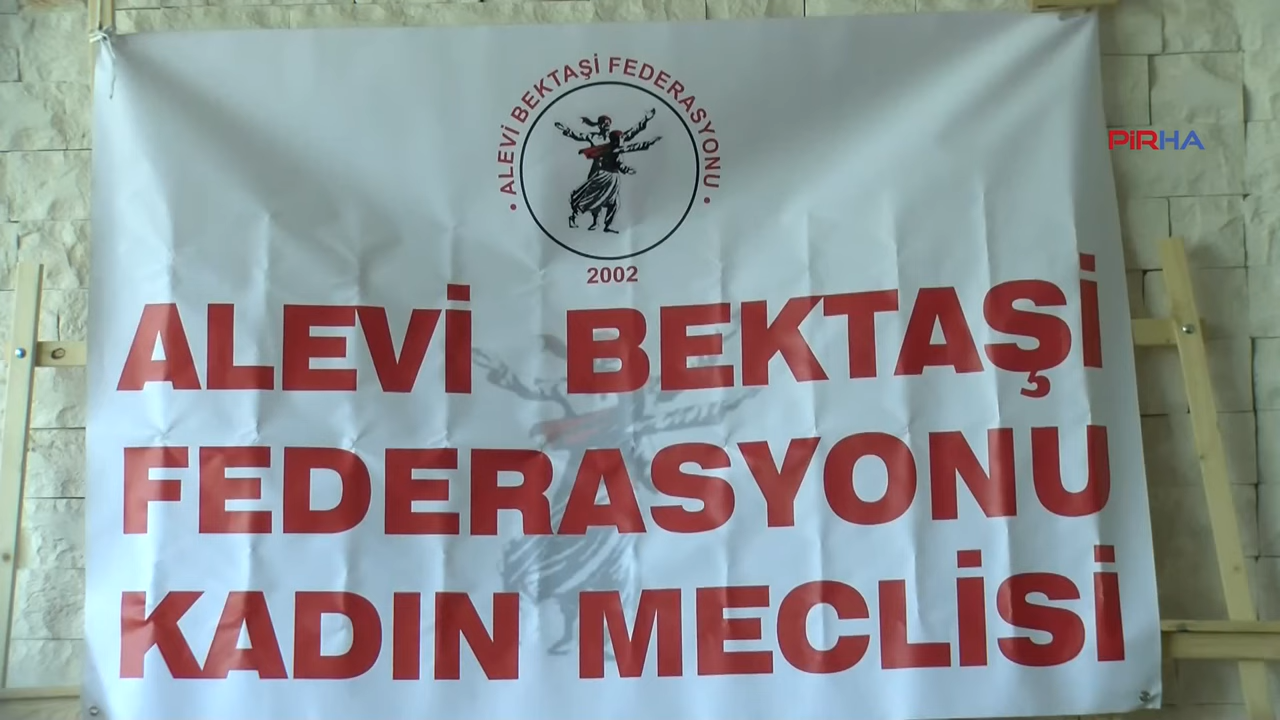 • ALEVİ BEKTAŞİ FEDERASYONU •
2002
PİRHA
ALEVİ BEKTAŞİ
FEDERASYONU
KADIN MECLİSİ